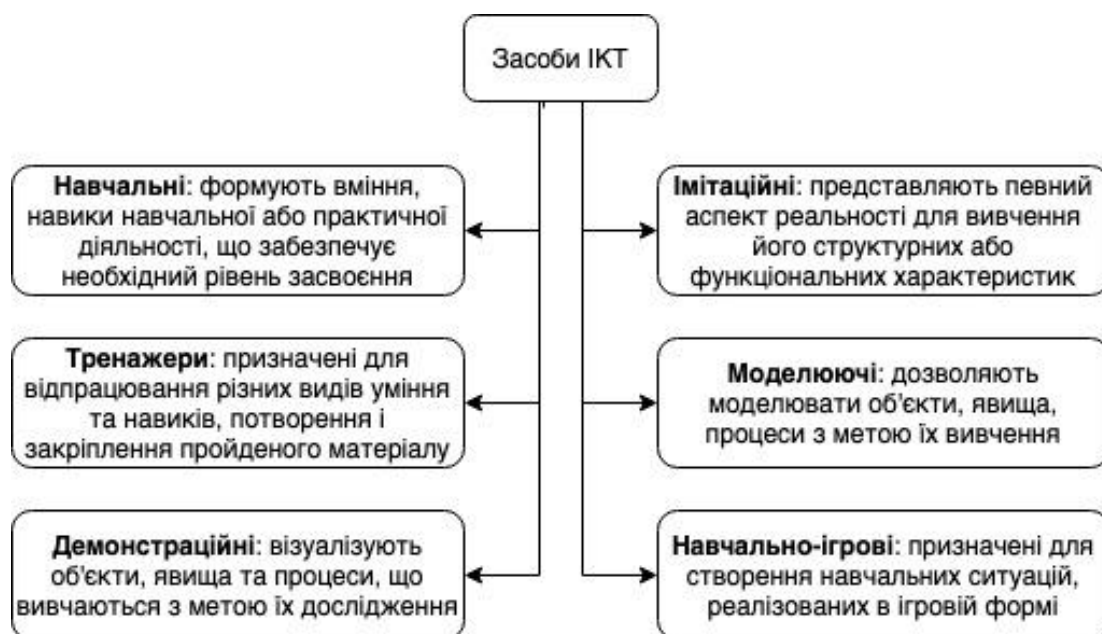 Засоби ІКТ
Навчальні: формують вміння,
навики навчальної або практичної
діяльності, що забезпечує
необхідний рівень засвоєння
Імітаційні: представляють певний
аспект реальності для вивчення
його структурних або
функціональних характеристик
Тренажери: призначені для
відпрацювання різних видів уміння
та навиків, потворення і
закріплення пройденого матеріалу
Моделюючі: дозволяють
моделювати об'єкти, явища,
процеси з метою їх вивчення
Демонстраційні: візуалізують
об'єкти, явища та процеси, що
вивчаються з метою їх дослідження
Навчально-ігрові: призначені для
створення навчальних ситуацій,
реалізованих в ігровій формі